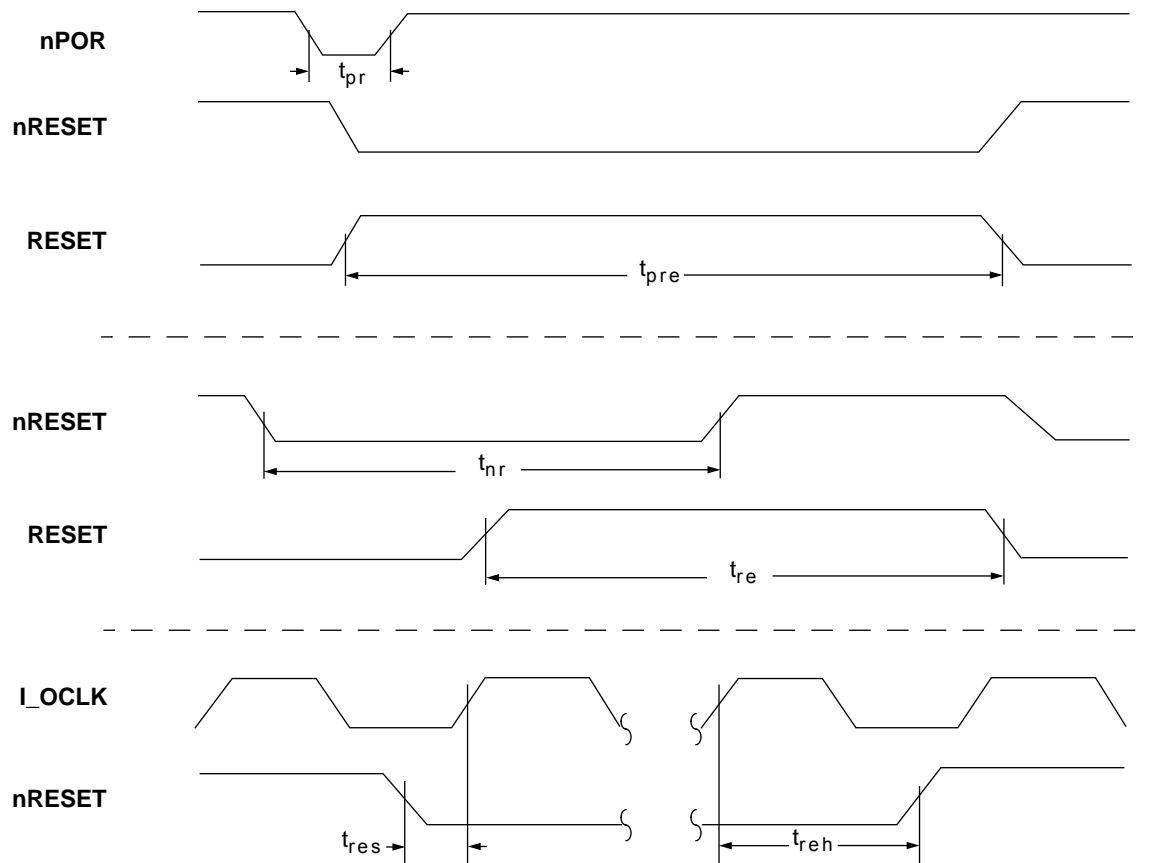 nPOR
tpr
nRESET
RESET
tpre
nRESET
tnr
RESET
tre
I_OCLK
nRESET
tres
treh